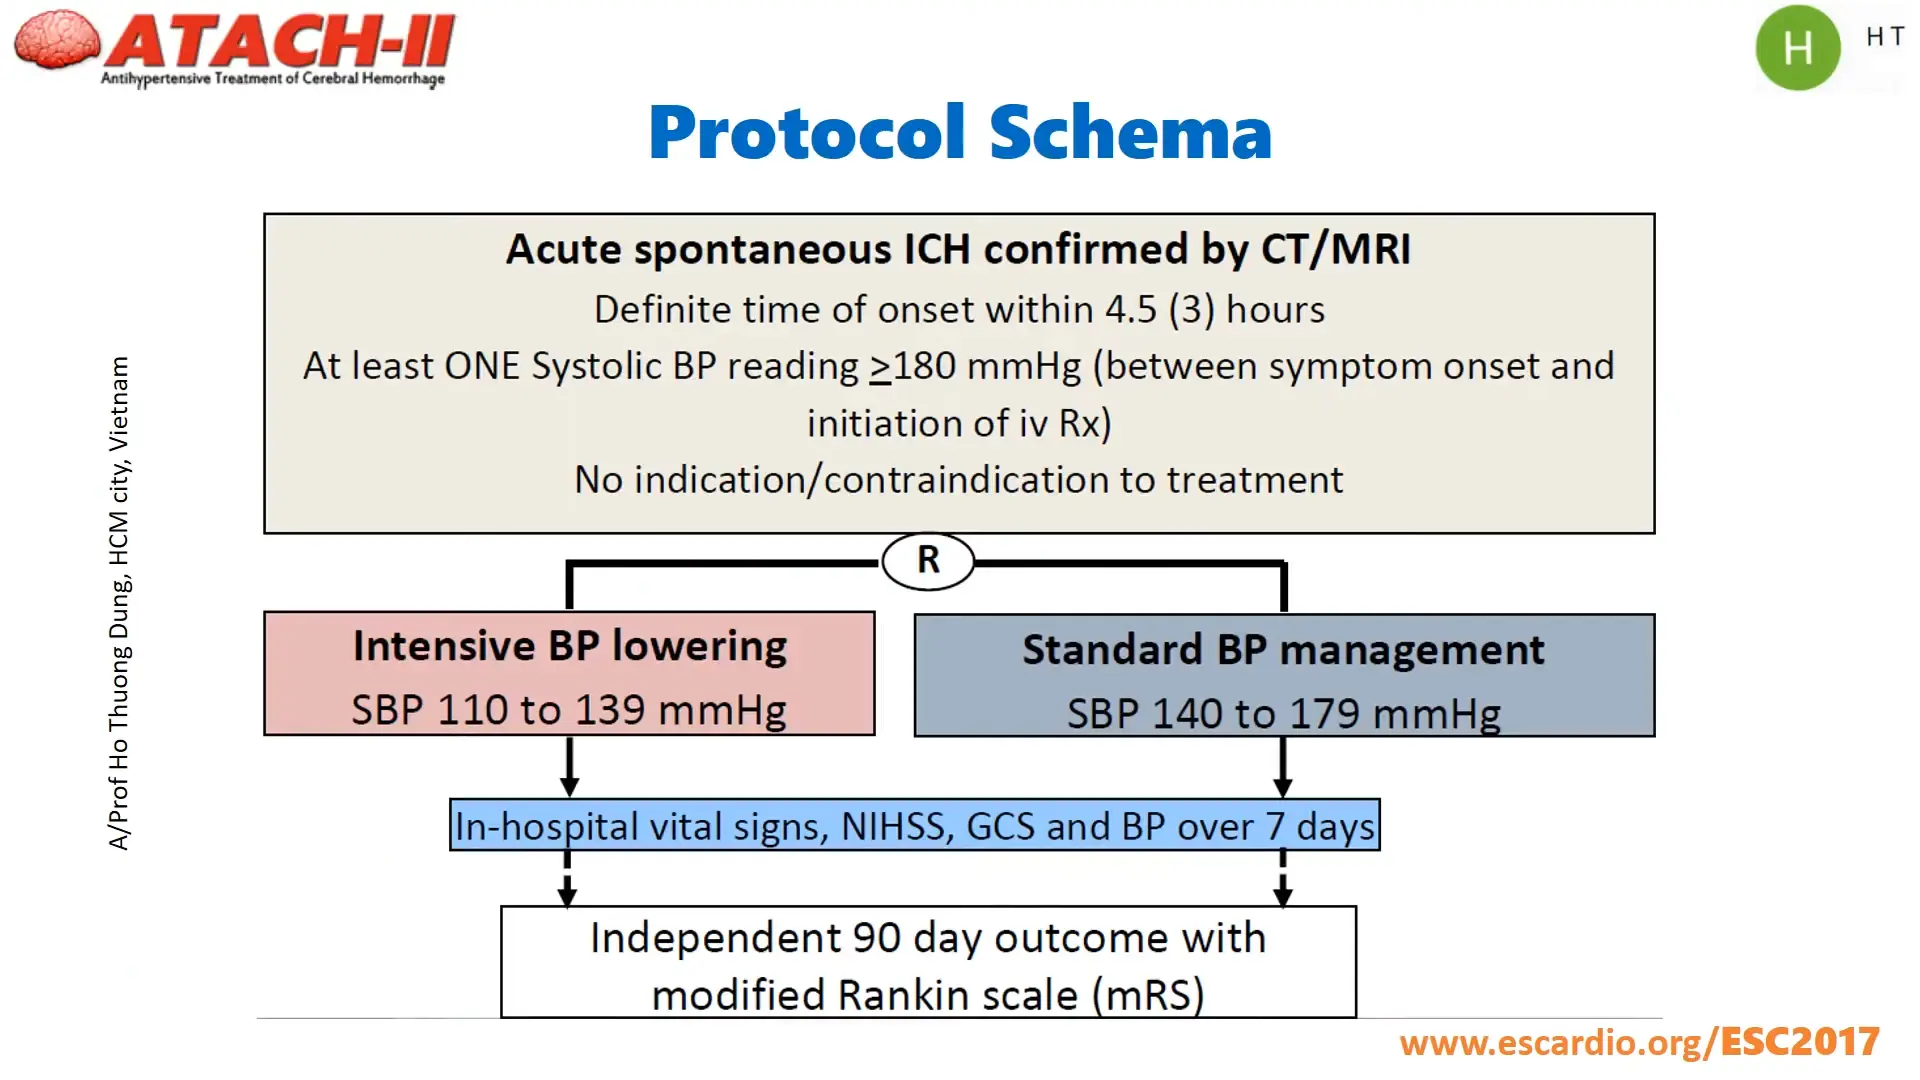 ATACH-II
Antihypertensive Treatment of Cerebral Hemorrhage
H
H T
Protocol Schema
Acute spontaneous ICH confirmed by CT/MRI
Definite time of onset within 4.5 (3) hours
At least ONE Systolic BP reading ≥180 mmHg (between symptom onset and
initiation of iv Rx)
No indication/contraindication to treatment
R
Intensive BP lowering
SBP 110 to 139 mmHg
Standard BP management
SBP 140 to 179 mmHg
In-hospital vital signs, NIHSS, GCS and BP over 7 days
Independent 90 day outcome with
modified Rankin scale (mRS)
A/Prof Ho Thuong Dung, HCM city, Vietnam
www.escardio.org/ESC2017